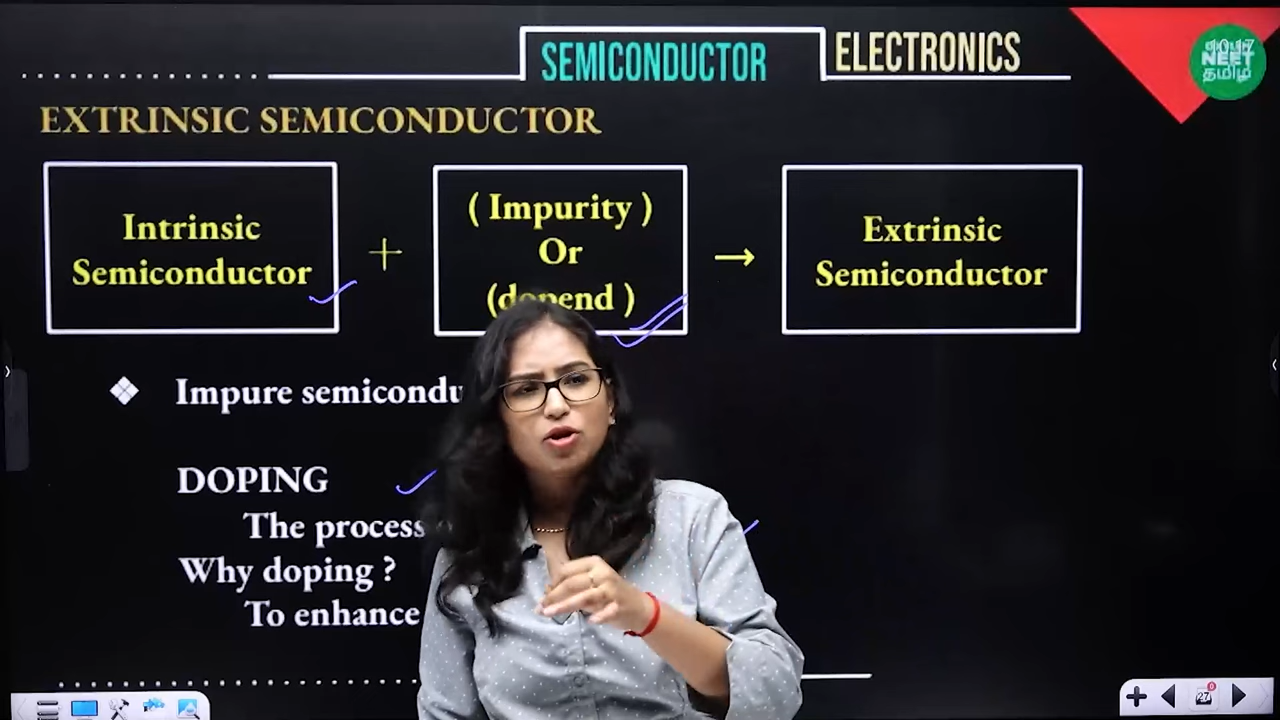 SEMICONDUCTOR ELECTRONICS
NEET
தமிழ்
EXTRINSIC SEMICONDUCTOR
Intrinsic
Semiconductor
+
( Impurity )
Or
(dopend )
→
Extrinsic
Semiconductor
Impure semicondu
DOPING
The process
Why doping ?
To enhance
27